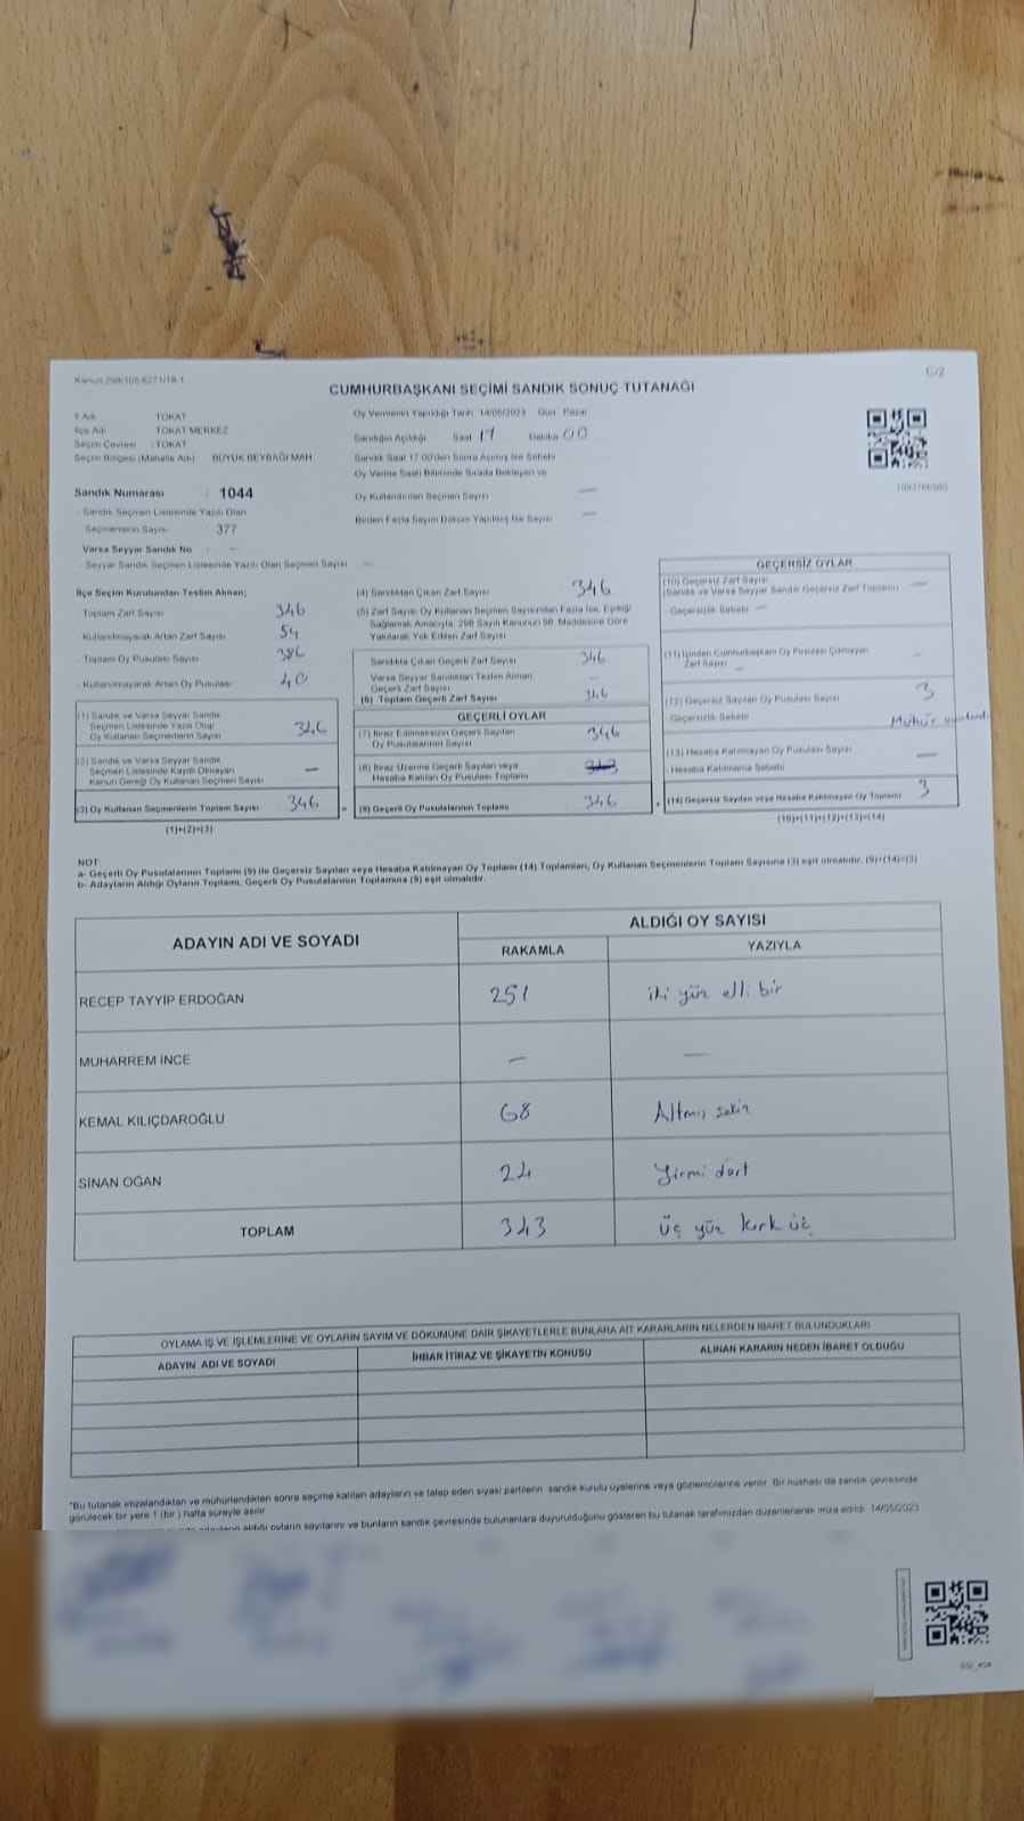 C/2
CUMHURBAŞKANI SEÇİMİ SANDIK SONUÇ TUTANAĞI
İl Adı TOKAT
İlçe Adı TOKAT MERKEZ
Seçim Çevresi : TOKAT
Seçim Bölgesi (Mahalle Adı) BÜYÜK BEYBAĞI MAH.
Oy Vermenin Yapıldığı Tarih 14/05/2023 Gün Pazar
Sandığın Açıldığı Saat 17 Dakika 00
Sandık Saat 17.00'den Sonra Açılmış İse Sebebi
Oy Verme Saati Bitiminde Sırada Bekleyen ve
Oy Kullandırılan Seçmen Sayısı —
Birden Fazla Sayım Döküm Yapılmış İse Sayısı —
Sandık Numarası : 1044
Sandık Seçmen Listesinde Yazılı Olan
Seçmenlerin Sayısı 377
Varsa Seyyar Sandık No –
Seyyar Sandık Seçmen Listesinde Yazılı Olan Seçmen Sayısı —
İlçe Seçim Kurulundan Teslim Alınan;
Toplam Zarf Sayısı 346
Kullanılmayarak Artan Zarf Sayısı 54
Toplam Oy Pusulası Sayısı 386
Kullanılmayarak Artan Oy Pusulası 40
(1) Sandık ve Varsa Seyyar Sandık
Seçmen Listesinde Yazılı Olup
Oy Kullanan Seçmenlerin Sayısı 346
(2) Sandık ve Varsa Seyyar Sandık
Seçmen Listesinde Kayıtlı Olmayan
Kanun Gereği Oy Kullanan Seçmen Sayısı —
(3) Oy Kullanan Seçmenlerin Toplam Sayısı 346
(1)+(2)=(3)
(4) Sandıktan Çıkan Zarf Sayısı 346
(5) Zarf Sayısı Oy Kullanan Seçmen Sayısından Fazla İse, Eşitliği
Sağlamak Amacıyla, 298 Sayılı Kanunun 98. Maddesine Göre
Yakılarak Yok Edilen Zarf Sayısı
Sandıkta Çıkan Geçerli Zarf Sayısı 346
Varsa Seyyar Sandıktan Teslim Alınan
Geçerli Zarf Sayısı
(6) Toplam Geçerli Zarf Sayısı 346
GEÇERLİ OYLAR
(7) İtiraz Edilmeksizin Geçerli Sayılan
Oy Pusulalarının Sayısı 346
(8) İtiraz Üzerine Geçerli Sayılan veya
Hesaba Katılan Oy Pusulası Toplamı
(9) Geçerli Oy Pusulalarının Toplamı 346
GEÇERSİZ OYLAR
(10) Geçersiz Zarf Sayısı
(Sandık ve Varsa Seyyar Sandık Geçersiz Zarf Toplamı) —
Geçersizlik Sebebi —
(11) İçinden Cumhurbaşkanı Oy Pusulası Çıkmayan
Zarf Sayısı —
(12) Geçersiz Sayılan Oy Pusulası Sayısı 3
Geçersizlik Sebebi Mühür
(13) Hesaba Katılmayan Oy Pusulası Sayısı —
Hesaba Katılmama Sebebi
(14) Geçersiz Sayılan veya Hesaba Katılmayan Oy Toplamı 3
(10)+(11)+(12)+(13)=(14)
NOT:
a- Geçerli Oy Pusulalarının Toplamı (9) ile Geçersiz Sayılan veya Hesaba Katılmayan Oy Toplamı (14) Toplamları, Oy Kullanan Seçmenlerin Toplam Sayısına (3) eşit olmalıdır. (9)+(14)=(3)
b- Adayların Aldığı Oyların Toplamı, Geçerli Oy Pusulalarının Toplamına (9) eşit olmalıdır.
ADAYIN ADI VE SOYADI
ALDIĞI OY SAYISI
RAKAMLA YAZIYLA
RECEP TAYYİP ERDOĞAN 251 iki yüz elli bir
MUHARREM İNCE — —
KEMAL KILIÇDAROĞLU 68 Altmış sekiz
SİNAN OĞAN 24 Yirmi dört
TOPLAM 343 üç yüz kırk üç
OYLAMA İŞ VE İŞLEMLERİNE VE OYLARIN SAYIM VE DÖKÜMÜNE DAİR ŞİKAYETLERLE BUNLARA AİT KARARLARIN NELERDEN İBARET BULUNDUKLARI
ADAYIN ADI VE SOYADI İHBAR İTİRAZ VE ŞİKAYETİN KONUSU ALINAN KARARIN NEDEN İBARET OLDUĞU
*Bu tutanak imzalandıktan ve mühürlendikten sonra seçime katılan adayların ve talep eden siyasi partilerin sandık kurulu üyelerine veya gözlemcilerine verilir. Bir nüshası da sandık çevresinde
görülecek bir yere 1 (bir ) hafta süreyle asılır.
aldığı oyların sayılarını ve bunların sandık çevresinde bulunanlara duyurulduğunu gösteren bu tutanak tarafımızdan düzenlenerek imza edildi. 14/05/2023